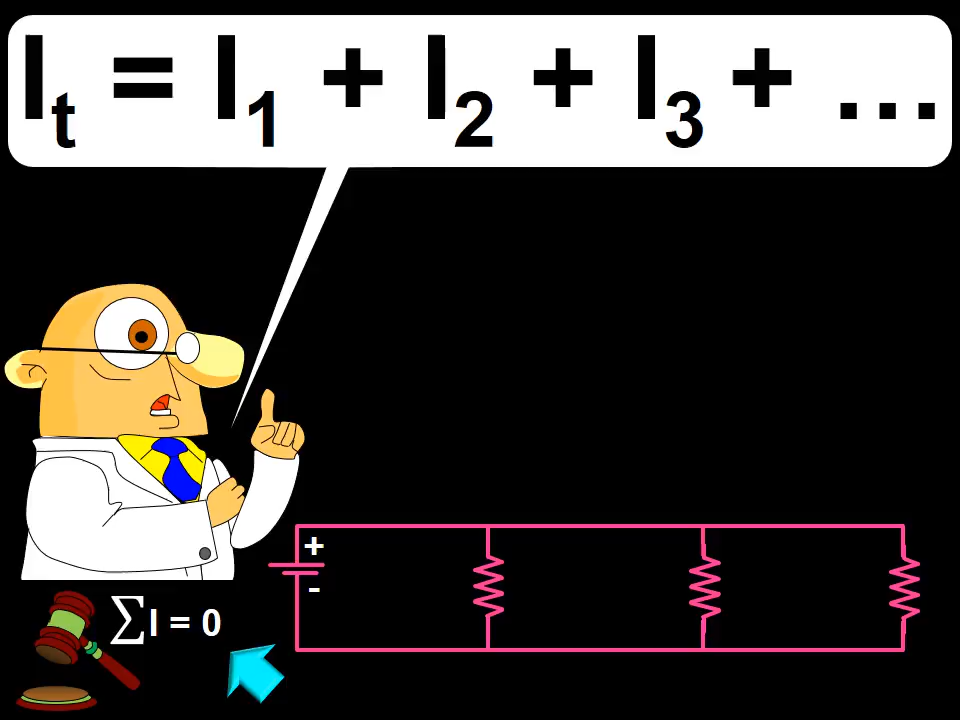 Iₜ = I₁ + I₂ + I₃ + ...
+
-
∑I = 0